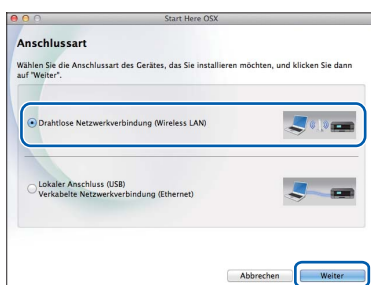 Start Here OSX
Anschlussart
Wählen Sie die Anschlussart des Gerätes, das Sie installieren möchten, und klicken Sie dann
auf "Weiter".
Drahtlose Netzwerkverbindung (Wireless LAN)
Lokaler Anschluss (USB)
Verkabelte Netzwerkverbindung (Ethernet)
Abbrechen
Weiter